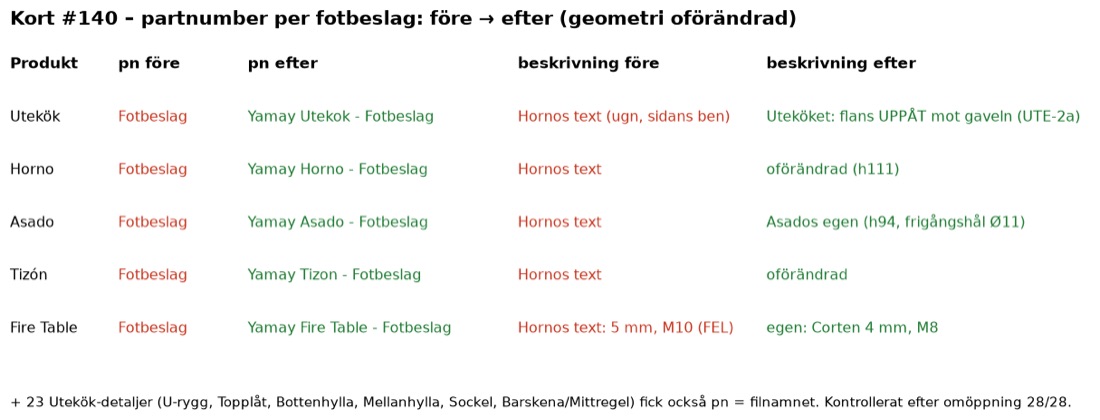 Kort #140 – partnumber per fotbeslag: före → efter (geometri oförändrad)
Produkt pn före pn efter beskrivning före beskrivning efter
Utekök Fotbeslag Yamay Utekok - Fotbeslag Hornos text (ugn, sidans ben) Uteköket: flans UPPÅT mot gaveln (UTE-2a)
Horno Fotbeslag Yamay Horno - Fotbeslag Hornos text oförändrad (h111)
Asado Fotbeslag Yamay Asado - Fotbeslag Hornos text Asados egen (h94, frigångshål Ø11)
Tizón Fotbeslag Yamay Tizon - Fotbeslag Hornos text oförändrad
Fire Table Fotbeslag Yamay Fire Table - Fotbeslag Hornos text: 5 mm, M10 (FEL) egen: Corten 4 mm, M8
+ 23 Utekök-detaljer (U-rygg, Topplåt, Bottenhylla, Mellanhylla, Sockel, Barskena/Mittregel) fick också pn = filnamnet. Kontrollerat efter omöppning 28/28.